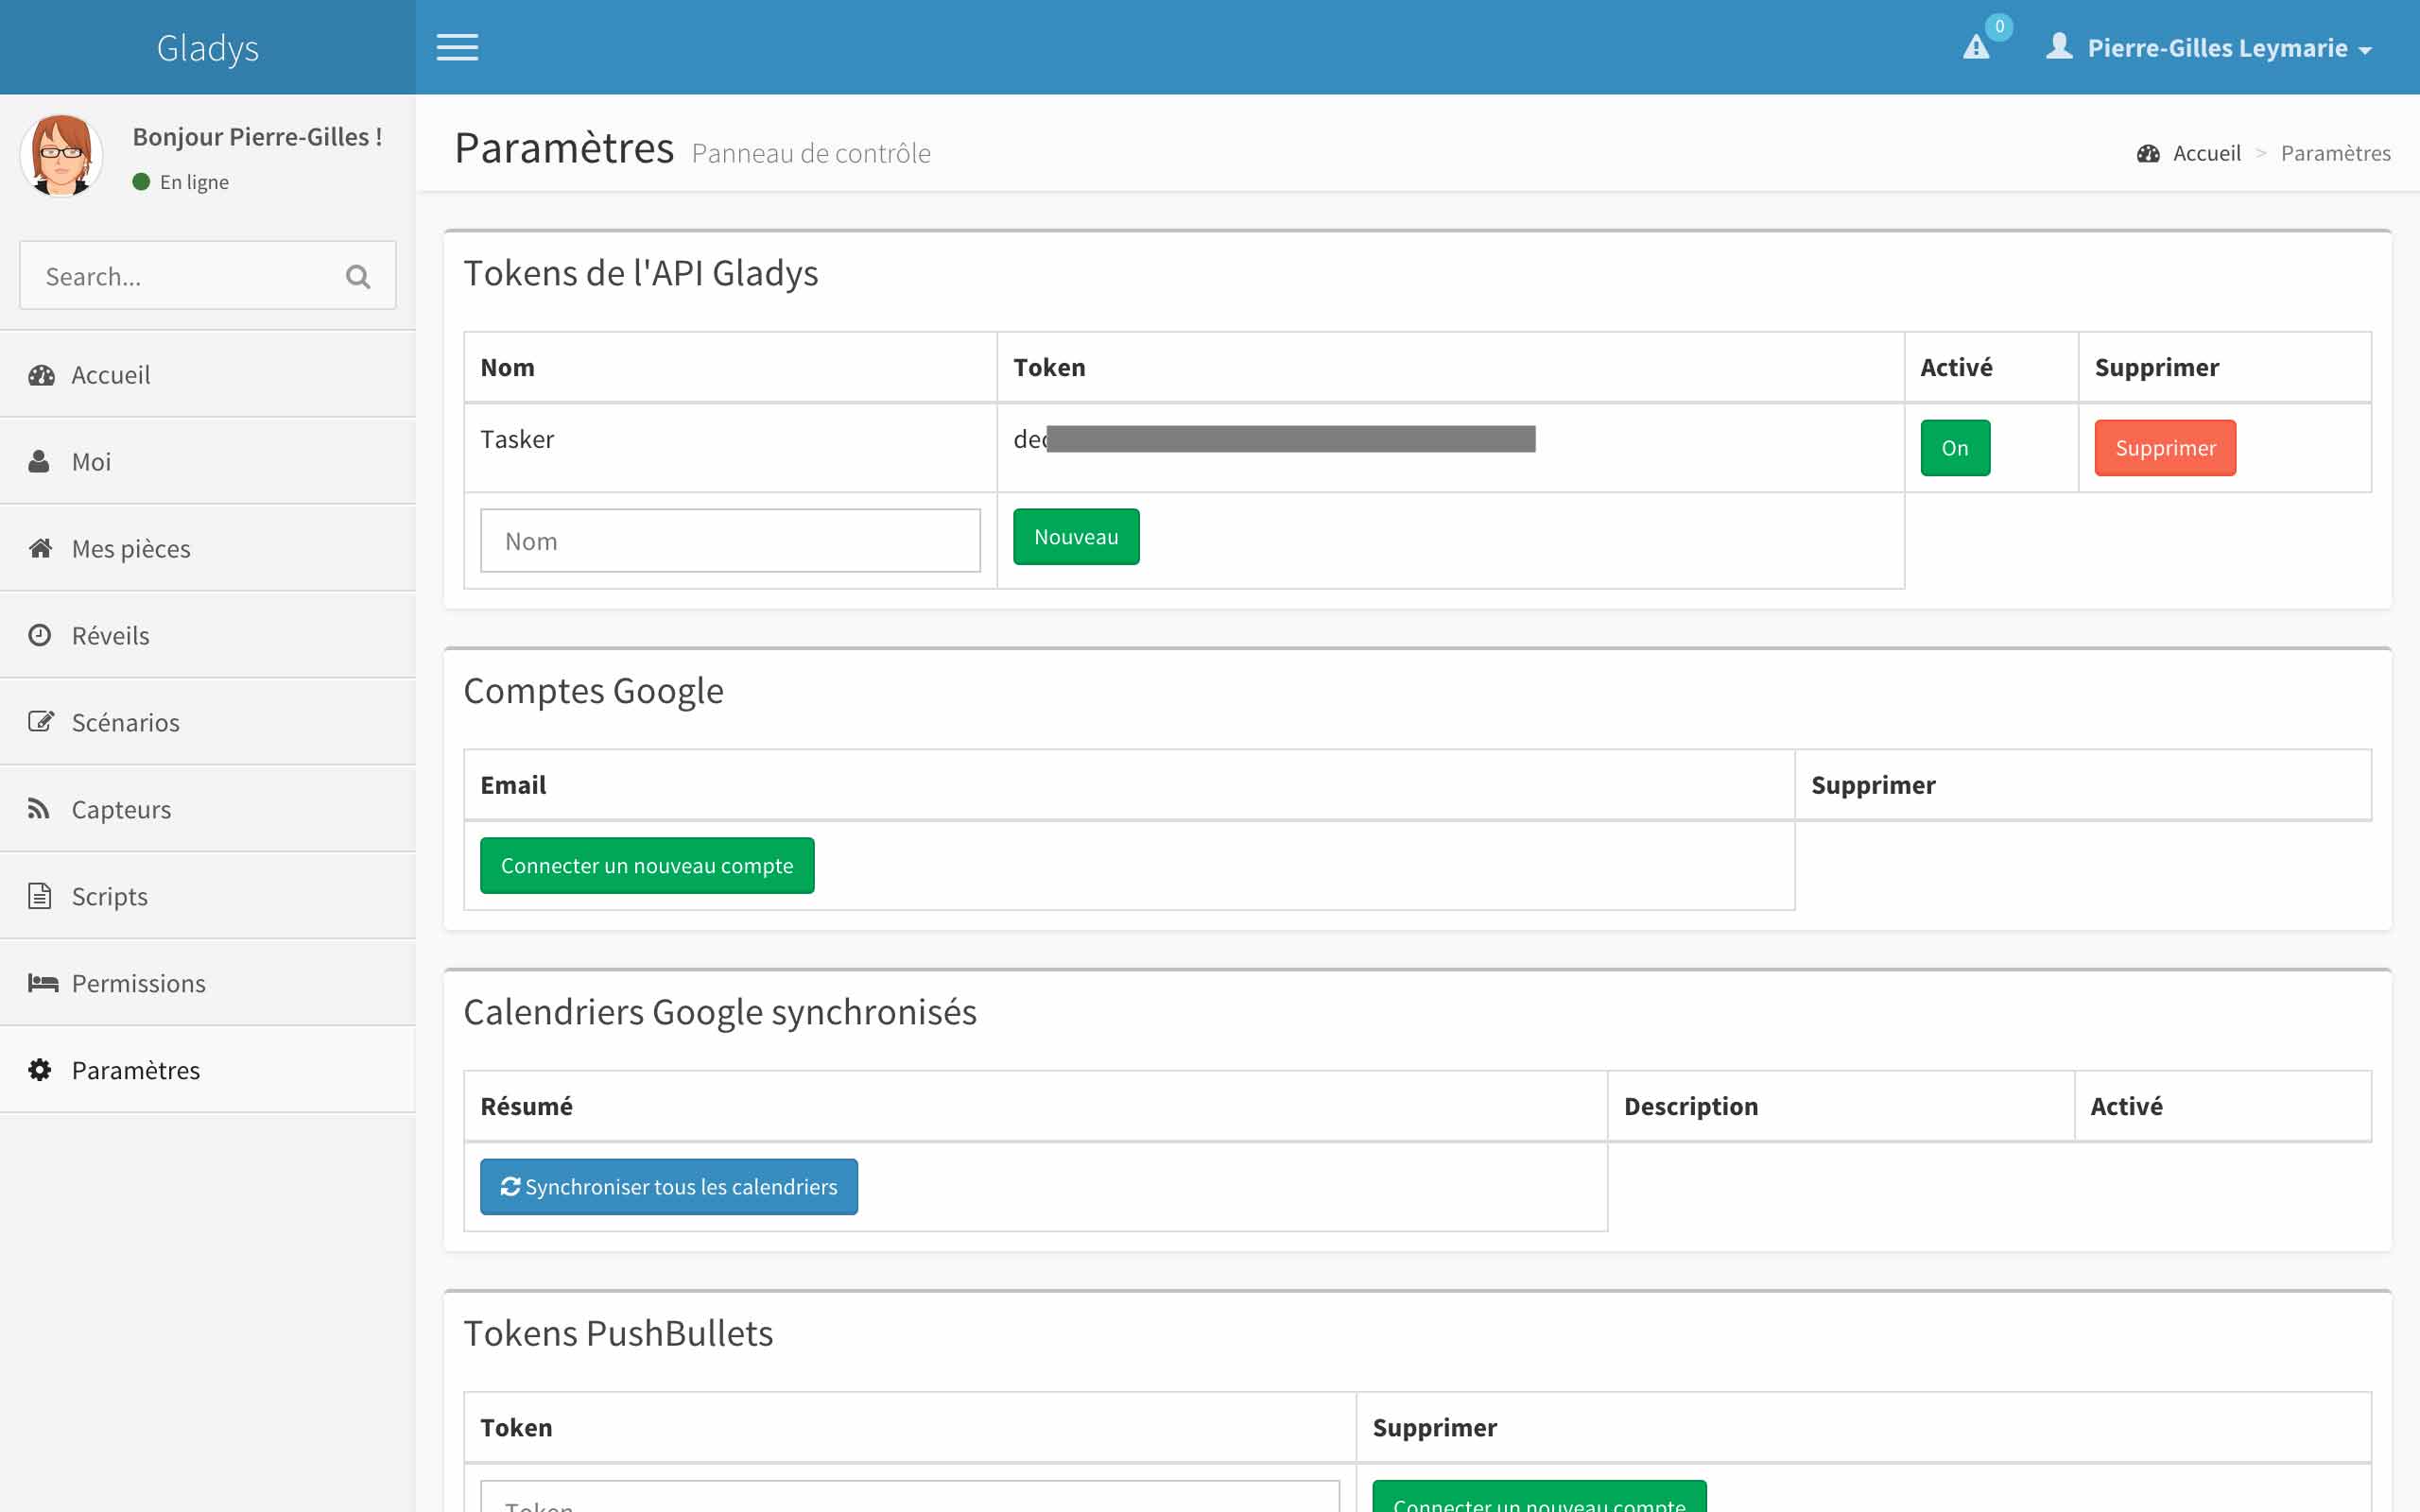 Gladys
0
Pierre-Gilles Leymarie
Bonjour Pierre-Gilles !
En ligne
Search...
Accueil
Moi
Mes pièces
Réveils
Scénarios
Capteurs
Scripts
Permissions
Paramètres
Paramètres Panneau de contrôle
Accueil > Paramètres
Tokens de l'API Gladys
Nom Token Activé Supprimer
Tasker dec On Supprimer
Nom Nouveau
Comptes Google
Email Supprimer
Connecter un nouveau compte
Calendriers Google synchronisés
Résumé Description Activé
Synchroniser tous les calendriers
Tokens PushBullets
Token Supprimer
Token Connecter un nouveau compte